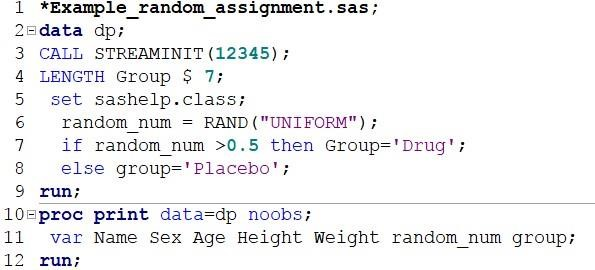 1 *Example_random_assignment.sas;
2 data dp;
3 CALL STREAMINIT(12345);
4 LENGTH Group $ 7;
5 set sashelp.class;
6 random_num = RAND("UNIFORM");
7 if random_num >0.5 then Group='Drug';
8 else group='Placebo';
9 run;
10 proc print data=dp noobs;
11 var Name Sex Age Height Weight random_num group;
12 run;